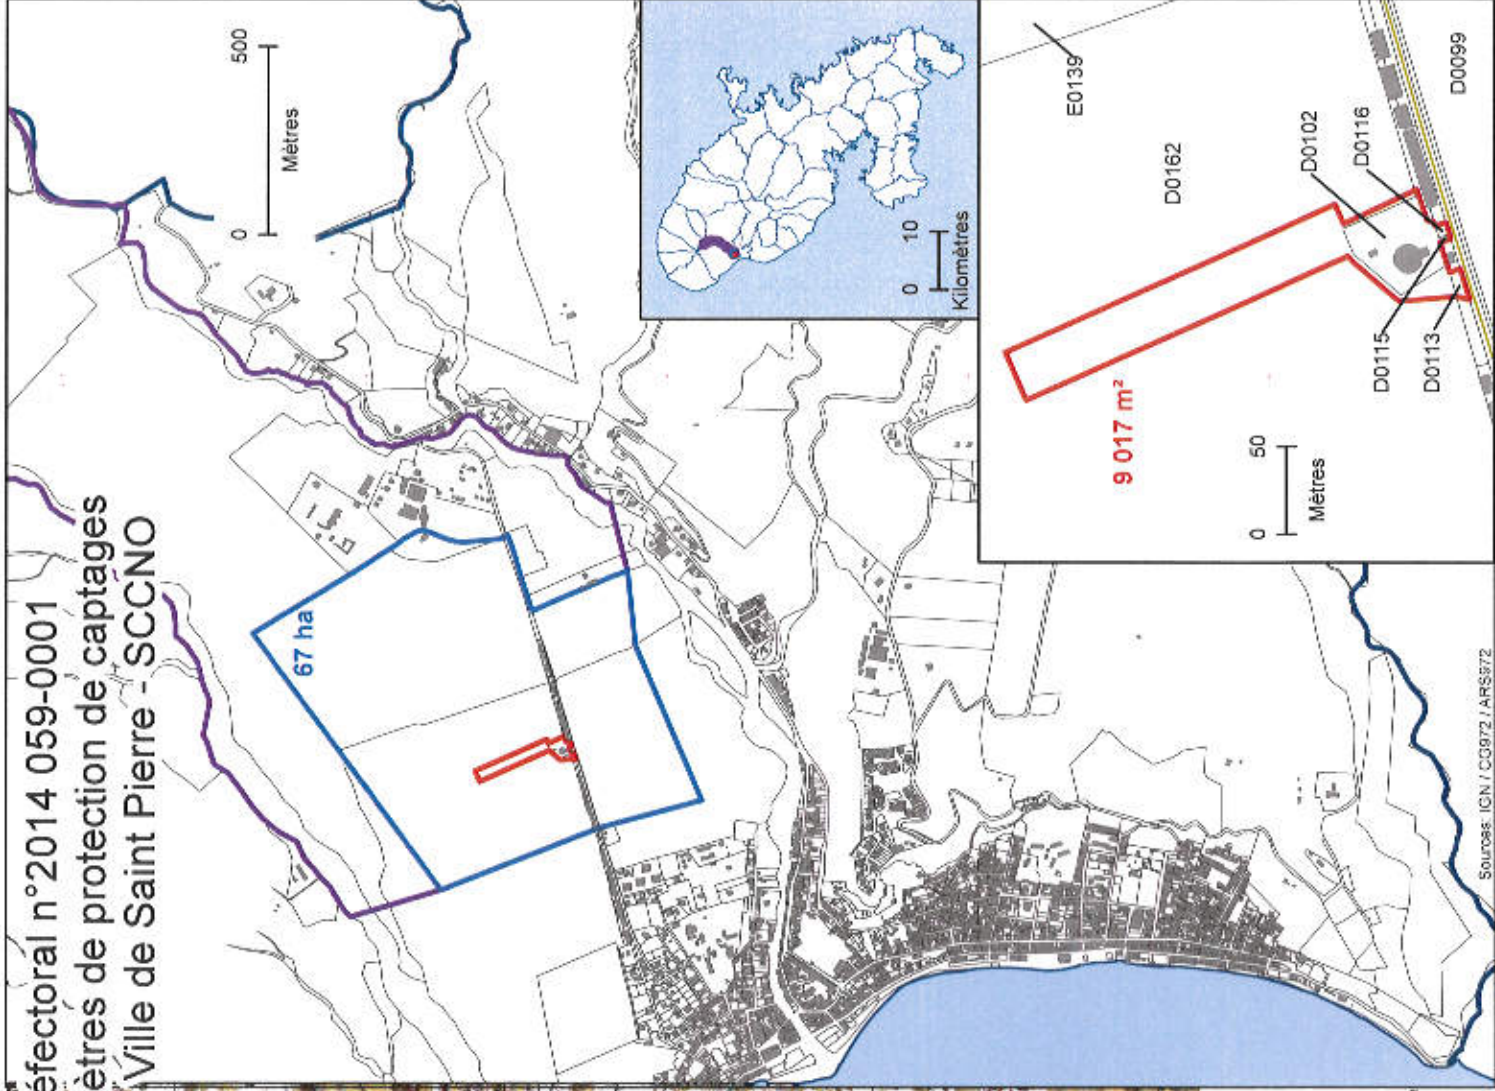 éfectoral n°2014 059-0001
ètres de protection de captages
Ville de Saint Pierre - SCCNO
0
500
Mètres
67 ha
0
10
Kilomètres
E0139
D0162
D0102
D0116
D0099
D0115
D0113
9 017 m²
0
50
Mètres
Sources: IGN / CG972 / ARS972